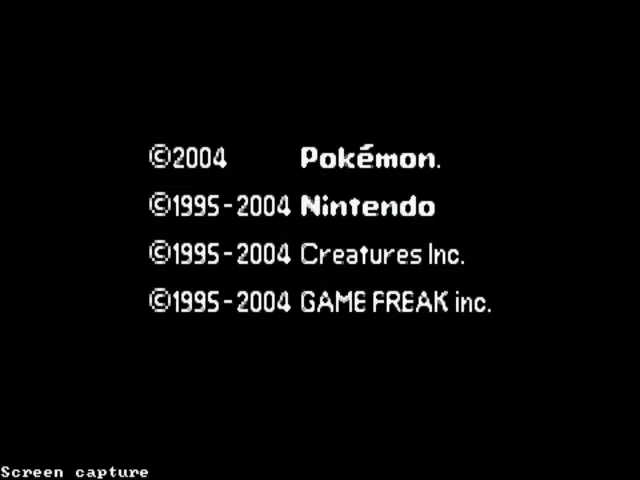 ©2004 Pokémon.
©1995-2004 Nintendo
©1995-2004 Creatures Inc.
©1995-2004 GAME FREAK inc.
Screen capture